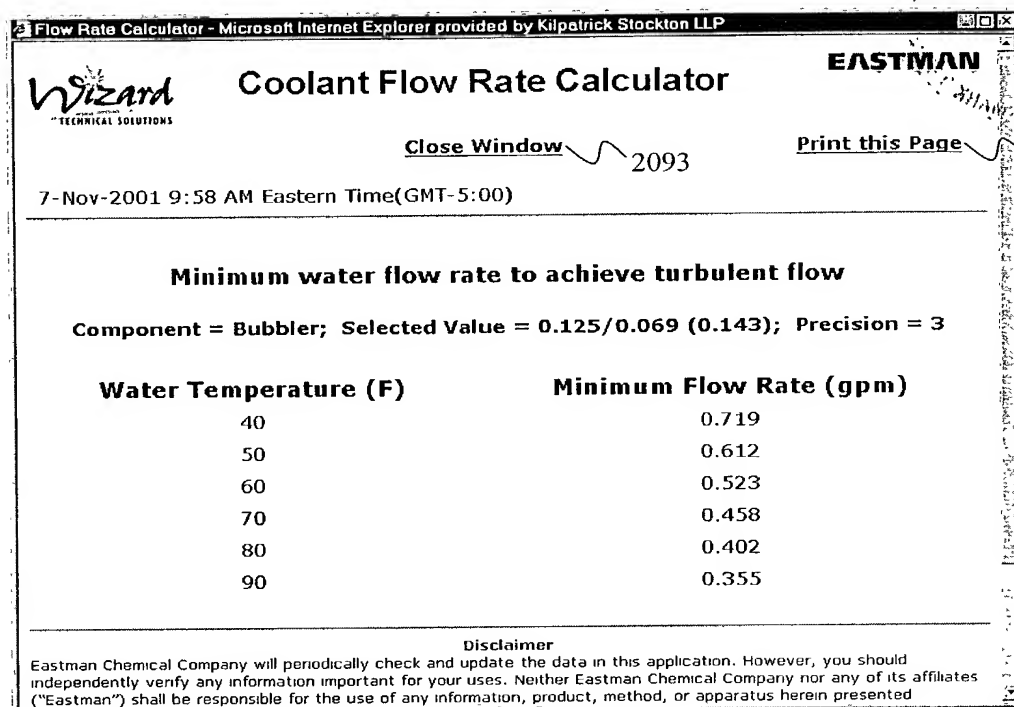 Flow Rate Calculator - Microsoft Internet Explorer provided by Kilpatrick Stockton LLP
Wizard
TECHNICAL SOLUTIONS
Coolant Flow Rate Calculator
EASTMAN
Close Window
2093
Print this Page
7-Nov-2001 9:58 AM Eastern Time(GMT-5:00)
Minimum water flow rate to achieve turbulent flow
Component = Bubbler; Selected Value = 0.125/0.069 (0.143); Precision = 3
Water Temperature (F) Minimum Flow Rate (gpm)
40 0.719
50 0.612
60 0.523
70 0.458
80 0.402
90 0.355
Disclaimer
Eastman Chemical Company will periodically check and update the data in this application. However, you should
independently verify any information important for your uses. Neither Eastman Chemical Company nor any of its affiliates
("Eastman") shall be responsible for the use of any information, product, method, or apparatus herein presented